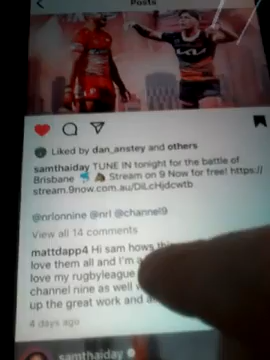 Posts
KIA
Liked by dan_anstey and others
samthaiday TUNE IN tonight for the battle of
Brisbane 🐬 🐴 Stream on 9 Now for free! https://
stream.9now.com.au/DiLcHjdcwtb
@nrlonnine @nrl @channel9
View all 14 comments
mattdapp4 Hi sam hows
love them all and I'm
love my rugbyleague
channel nine as well
up the great work and
4 days ago
samthaiday